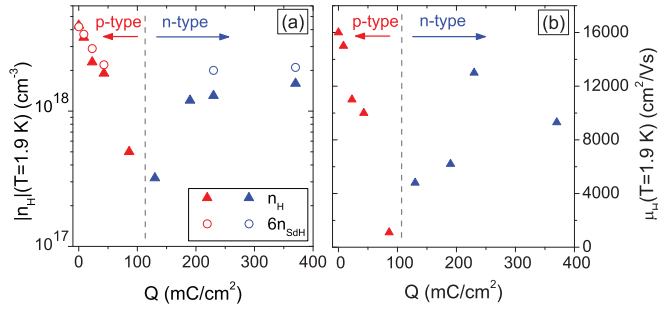 p-type n-type (a)
|n_H|(T=1.9 K) (cm^-3)
10^18
10^17
n_H
6n_SdH
0 100 200 300 400
Q (mC/cm^2)
p-type n-type (b)
16000
12000
8000
4000
0
μ_H(T=1.9 K) (cm^2/Vs)
0 100 200 300 400
Q (mC/cm^2)